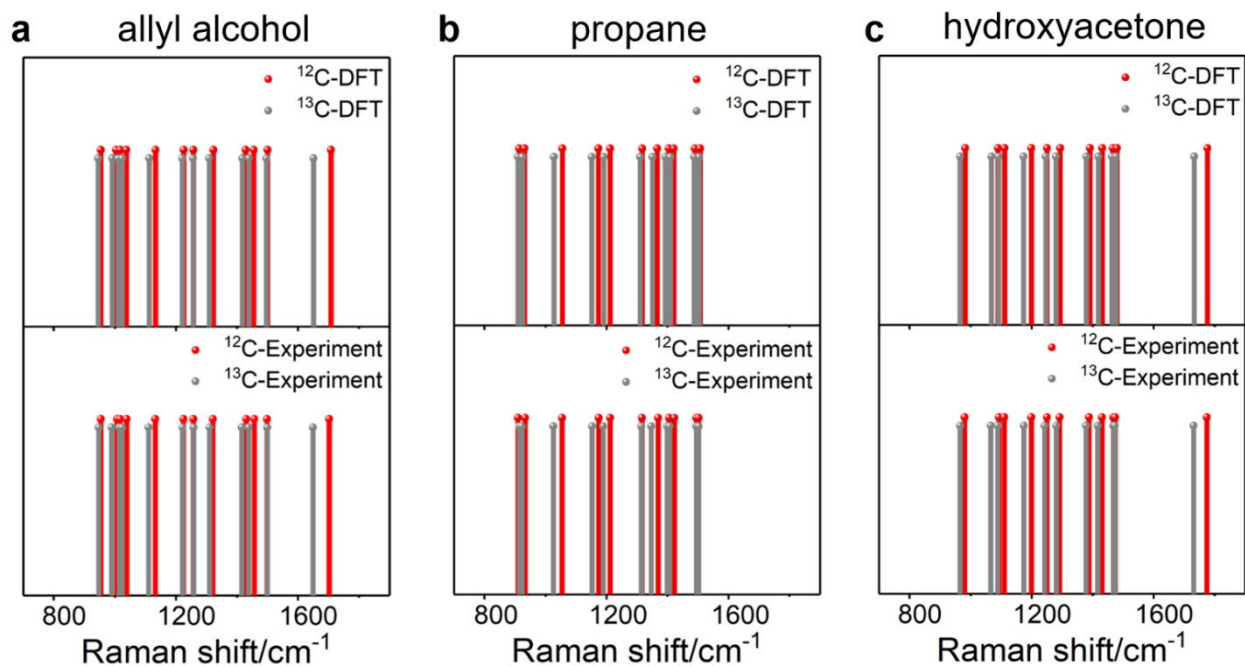 a allyl alcohol
¹²C-DFT
¹³C-DFT
¹²C-Experiment
¹³C-Experiment
800 1200 1600
Raman shift/cm⁻¹
b propane
¹²C-DFT
¹³C-DFT
¹²C-Experiment
¹³C-Experiment
800 1200 1600
Raman shift/cm⁻¹
c hydroxyacetone
¹²C-DFT
¹³C-DFT
¹²C-Experiment
¹³C-Experiment
800 1200 1600
Raman shift/cm⁻¹